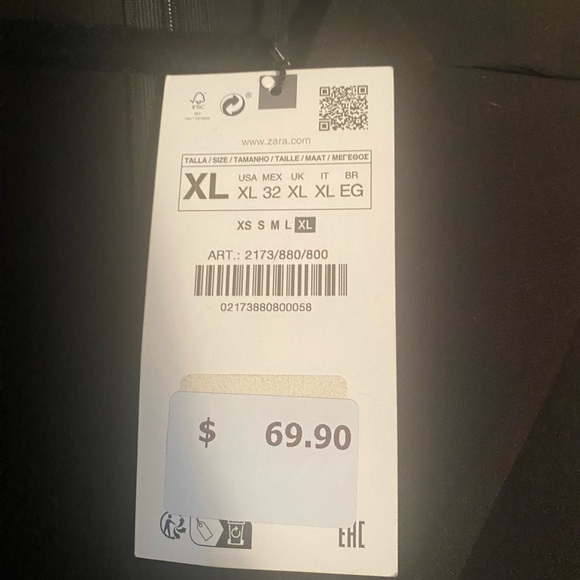 FSC
®
www.zara.com
TALLA / SIZE / TAMANHO / TAILLE / MAAT / ΜΕΓΕΘΟΣ
XL
USA MEX UK IT BR
XL 32 XL XL EG
XS S M L XL
ART.: 2173/880/800
02173880800058
$ 69.90
EAC